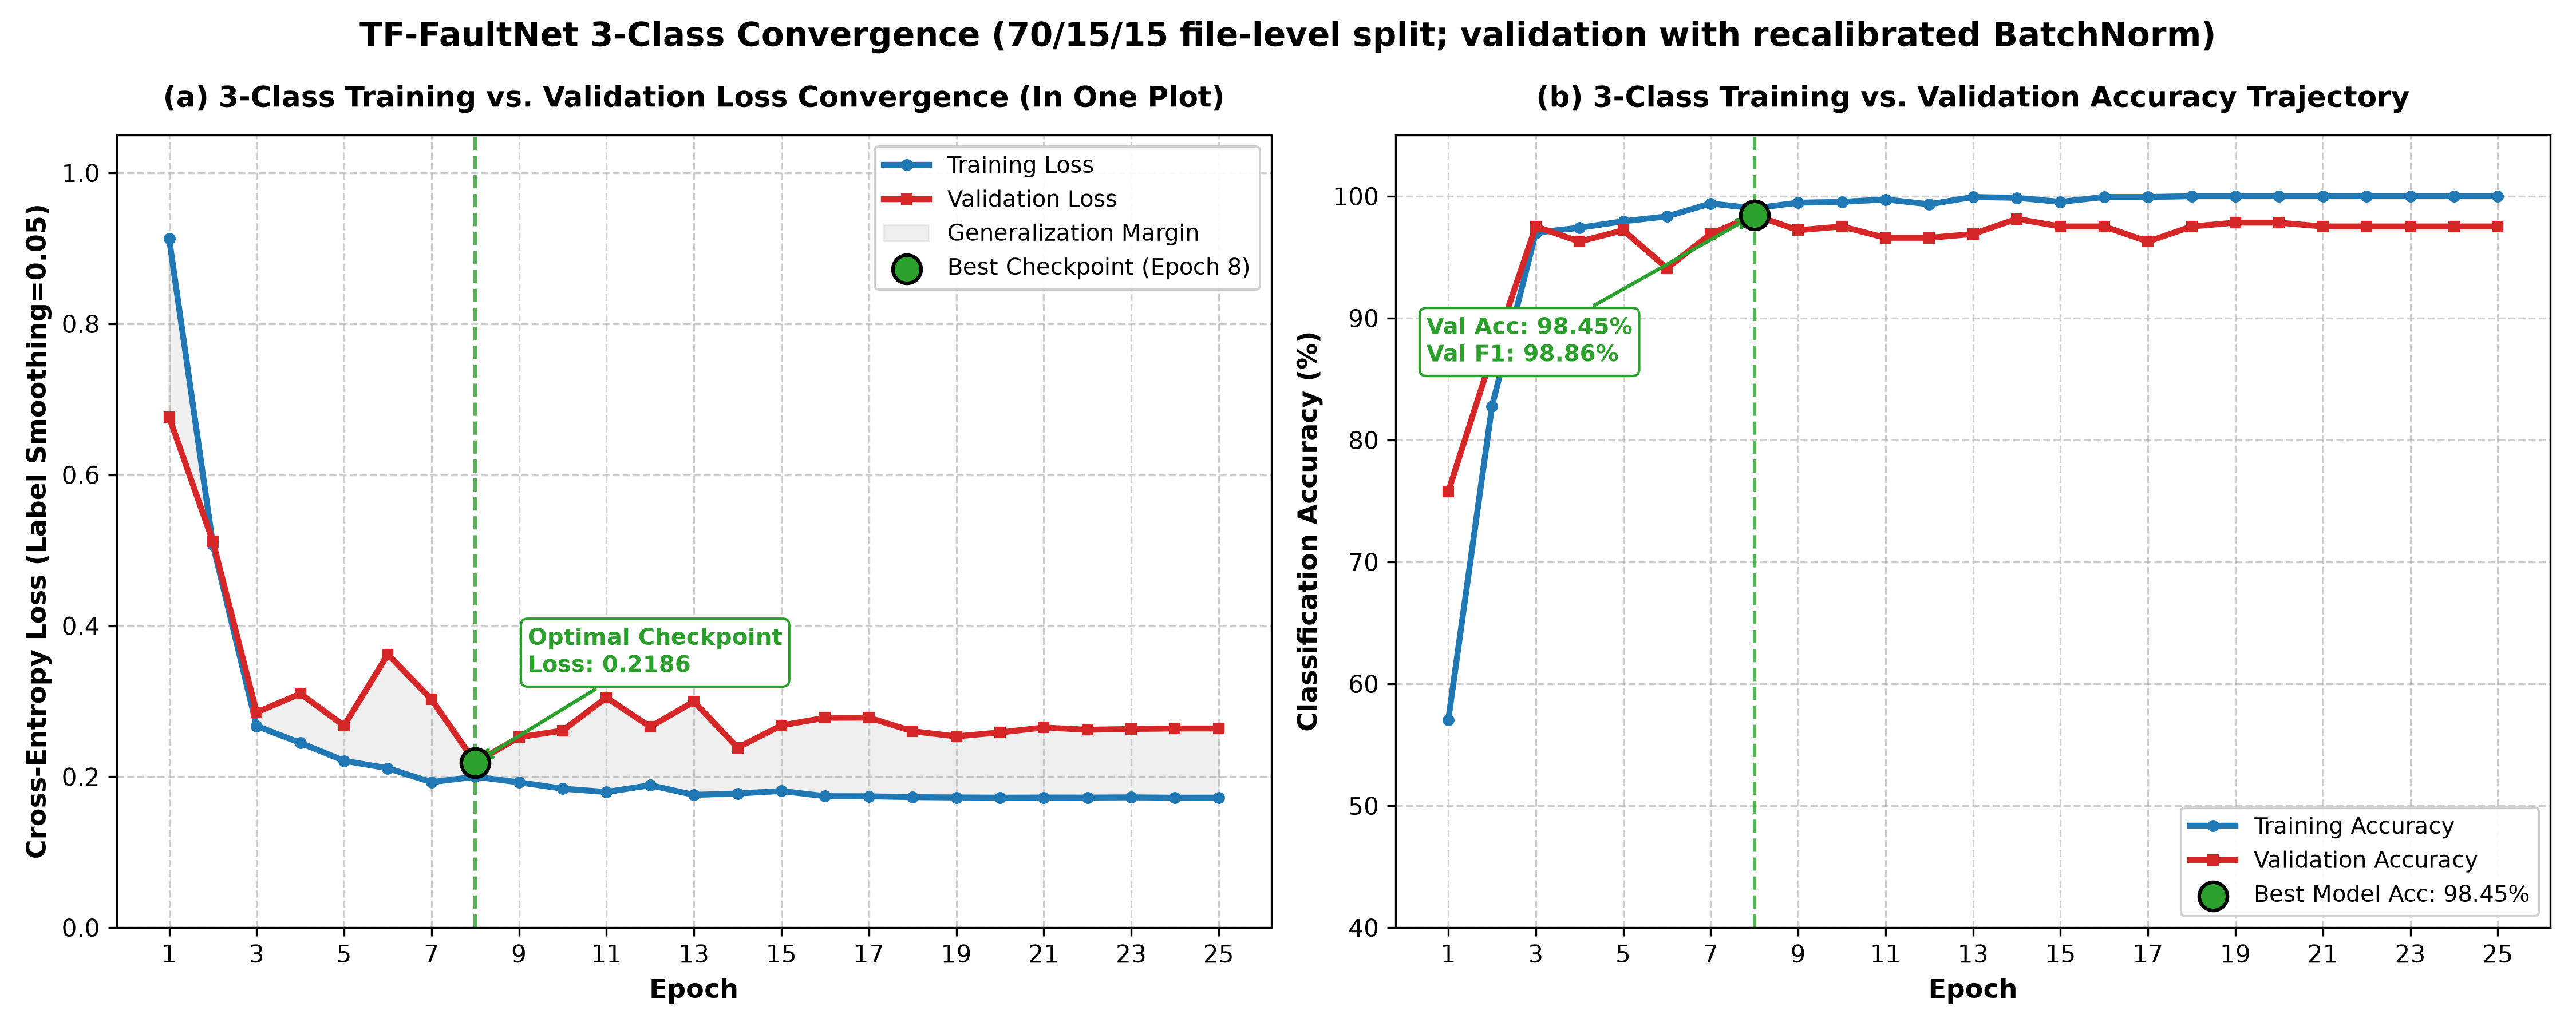 TF-FaultNet 3-Class Convergence (70/15/15 file-level split; validation with recalibrated BatchNorm)
(a) 3-Class Training vs. Validation Loss Convergence (In One Plot)
Cross-Entropy Loss (Label Smoothing=0.05)
1.0
0.8
0.6
0.4
0.2
0.0
Training Loss
Validation Loss
Generalization Margin
Best Checkpoint (Epoch 8)
Optimal Checkpoint
Loss: 0.2186
1 3 5 7 9 11 13 15 17 19 21 23 25
Epoch
(b) 3-Class Training vs. Validation Accuracy Trajectory
Classification Accuracy (%)
100
90
80
70
60
50
40
Val Acc: 98.45%
Val F1: 98.86%
Training Accuracy
Validation Accuracy
Best Model Acc: 98.45%
1 3 5 7 9 11 13 15 17 19 21 23 25
Epoch